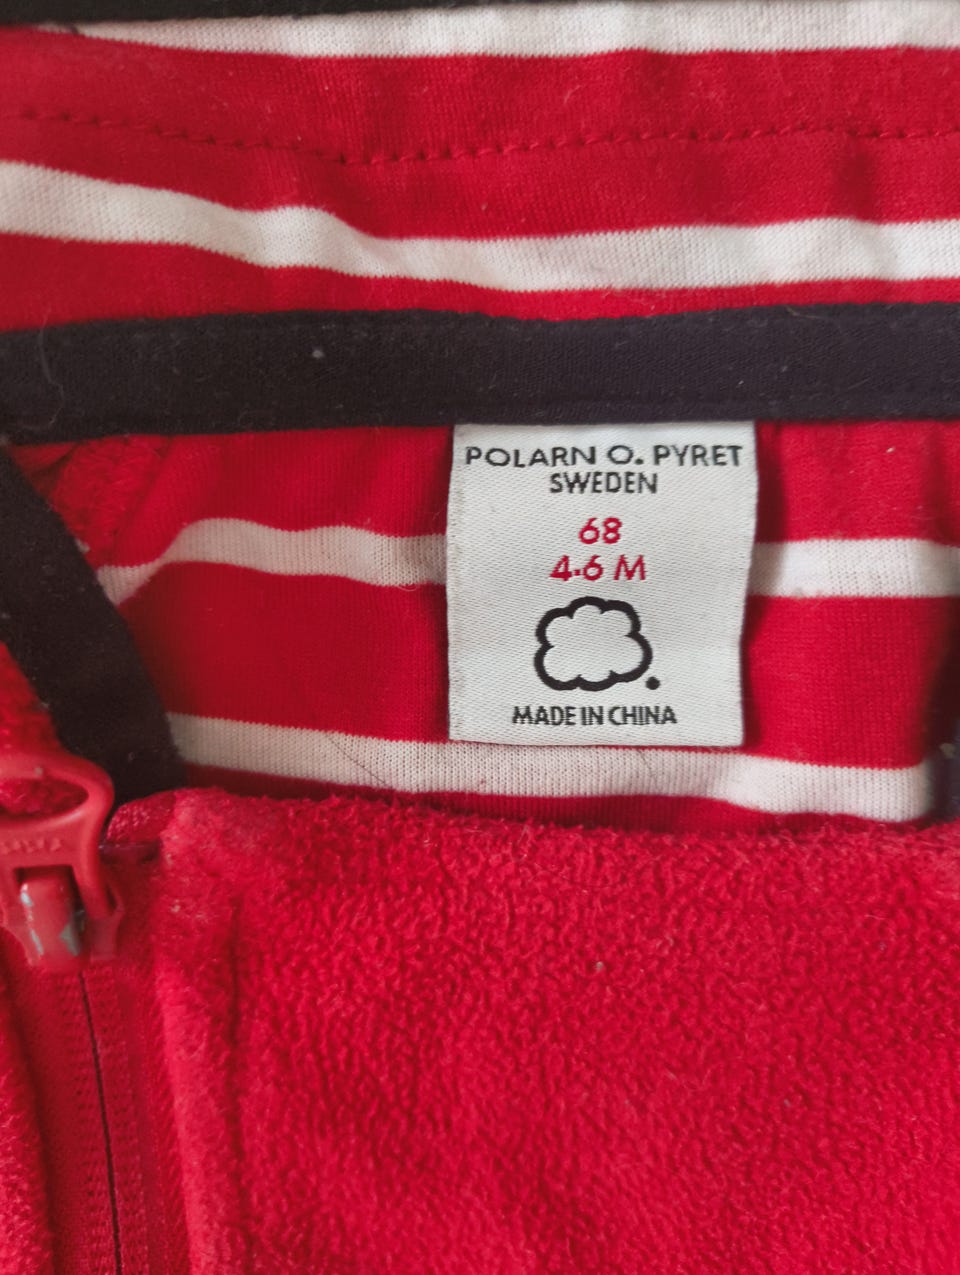 POLARN O. PYRET
SWEDEN
68
4-6 M
MADE IN CHINA